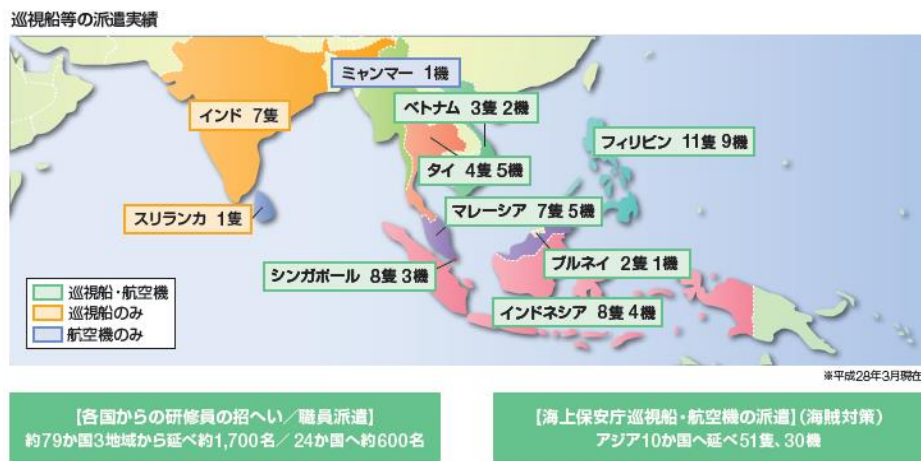 巡視船等の派遣実績
ミャンマー 1機
インド 7隻
ベトナム 3隻 2機
フィリピン 11隻 9機
タイ 4隻 5機
スリランカ 1隻
マレーシア 7隻 5機
シンガポール 8隻 3機
ブルネイ 2隻 1機
インドネシア 8隻 4機
巡視船・航空機
巡視船のみ
航空機のみ
※平成28年3月現在
【各国からの研修員の招へい/職員派遣】
約79か国3地域から延べ約1,700名/24か国へ約600名
【海上保安庁巡視船・航空機の派遣】(海賊対策)
アジア10か国へ延べ51隻、30機